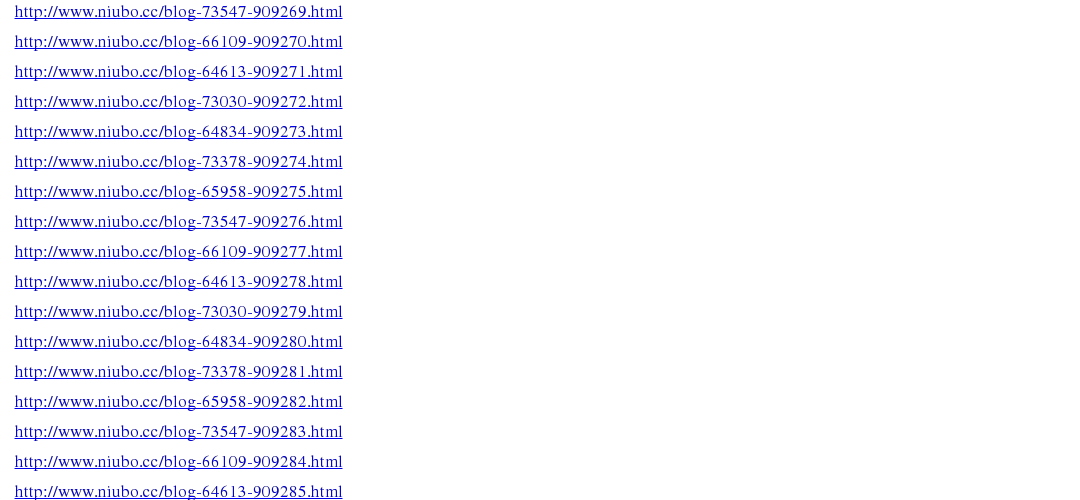 http://www.niubo.cc/blog-73547-909269.html
http://www.niubo.cc/blog-66109-909270.html
http://www.niubo.cc/blog-64613-909271.html
http://www.niubo.cc/blog-73030-909272.html
http://www.niubo.cc/blog-64834-909273.html
http://www.niubo.cc/blog-73378-909274.html
http://www.niubo.cc/blog-65958-909275.html
http://www.niubo.cc/blog-73547-909276.html
http://www.niubo.cc/blog-66109-909277.html
http://www.niubo.cc/blog-64613-909278.html
http://www.niubo.cc/blog-73030-909279.html
http://www.niubo.cc/blog-64834-909280.html
http://www.niubo.cc/blog-73378-909281.html
http://www.niubo.cc/blog-65958-909282.html
http://www.niubo.cc/blog-73547-909283.html
http://www.niubo.cc/blog-66109-909284.html
http://www.niubo.cc/blog-64613-909285.html